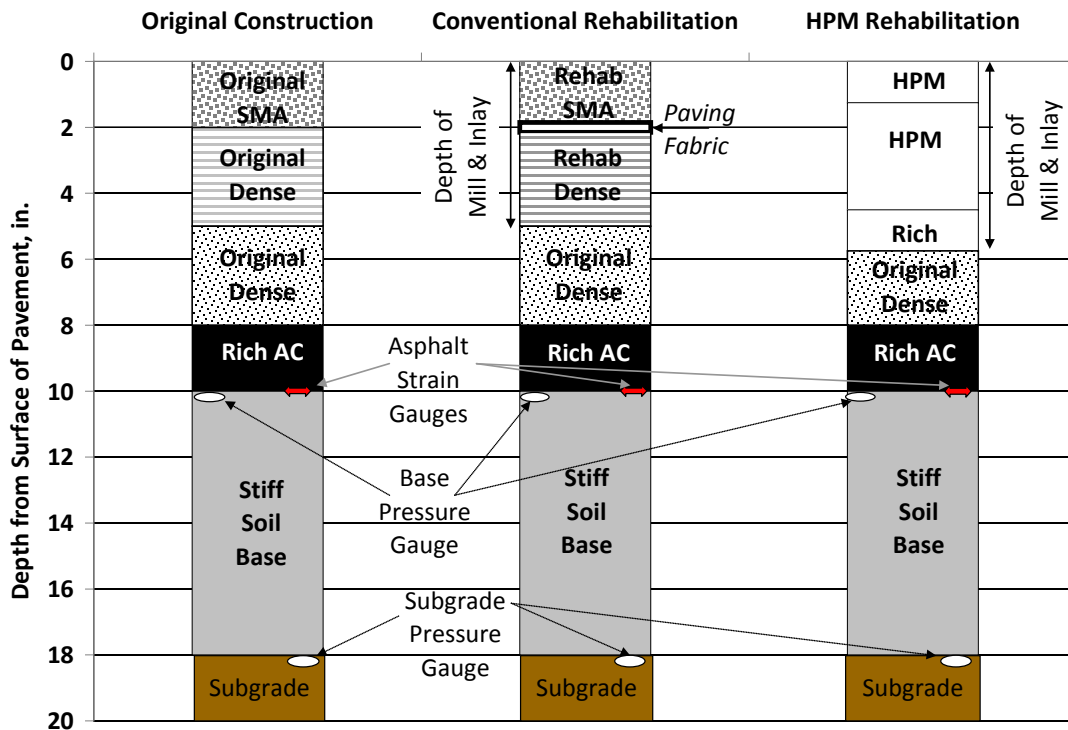 Original Construction
Conventional Rehabilitation
HPM Rehabilitation
Depth from Surface of Pavement, in.
0
2
4
6
8
10
12
14
16
18
20
Original
SMA
Original
Dense
Original
Dense
Rich AC
Stiff
Soil
Base
Subgrade
Depth of
Mill & Inlay
Rehab
SMA
Paving
Fabric
Rehab
Dense
Original
Dense
Rich AC
Stiff
Soil
Base
Subgrade
Asphalt
Strain
Gauges
Base
Pressure
Gauge
Subgrade
Pressure
Gauge
HPM
HPM
Rich
Original
Dense
Rich AC
Stiff
Soil
Base
Subgrade
Depth of
Mill & Inlay